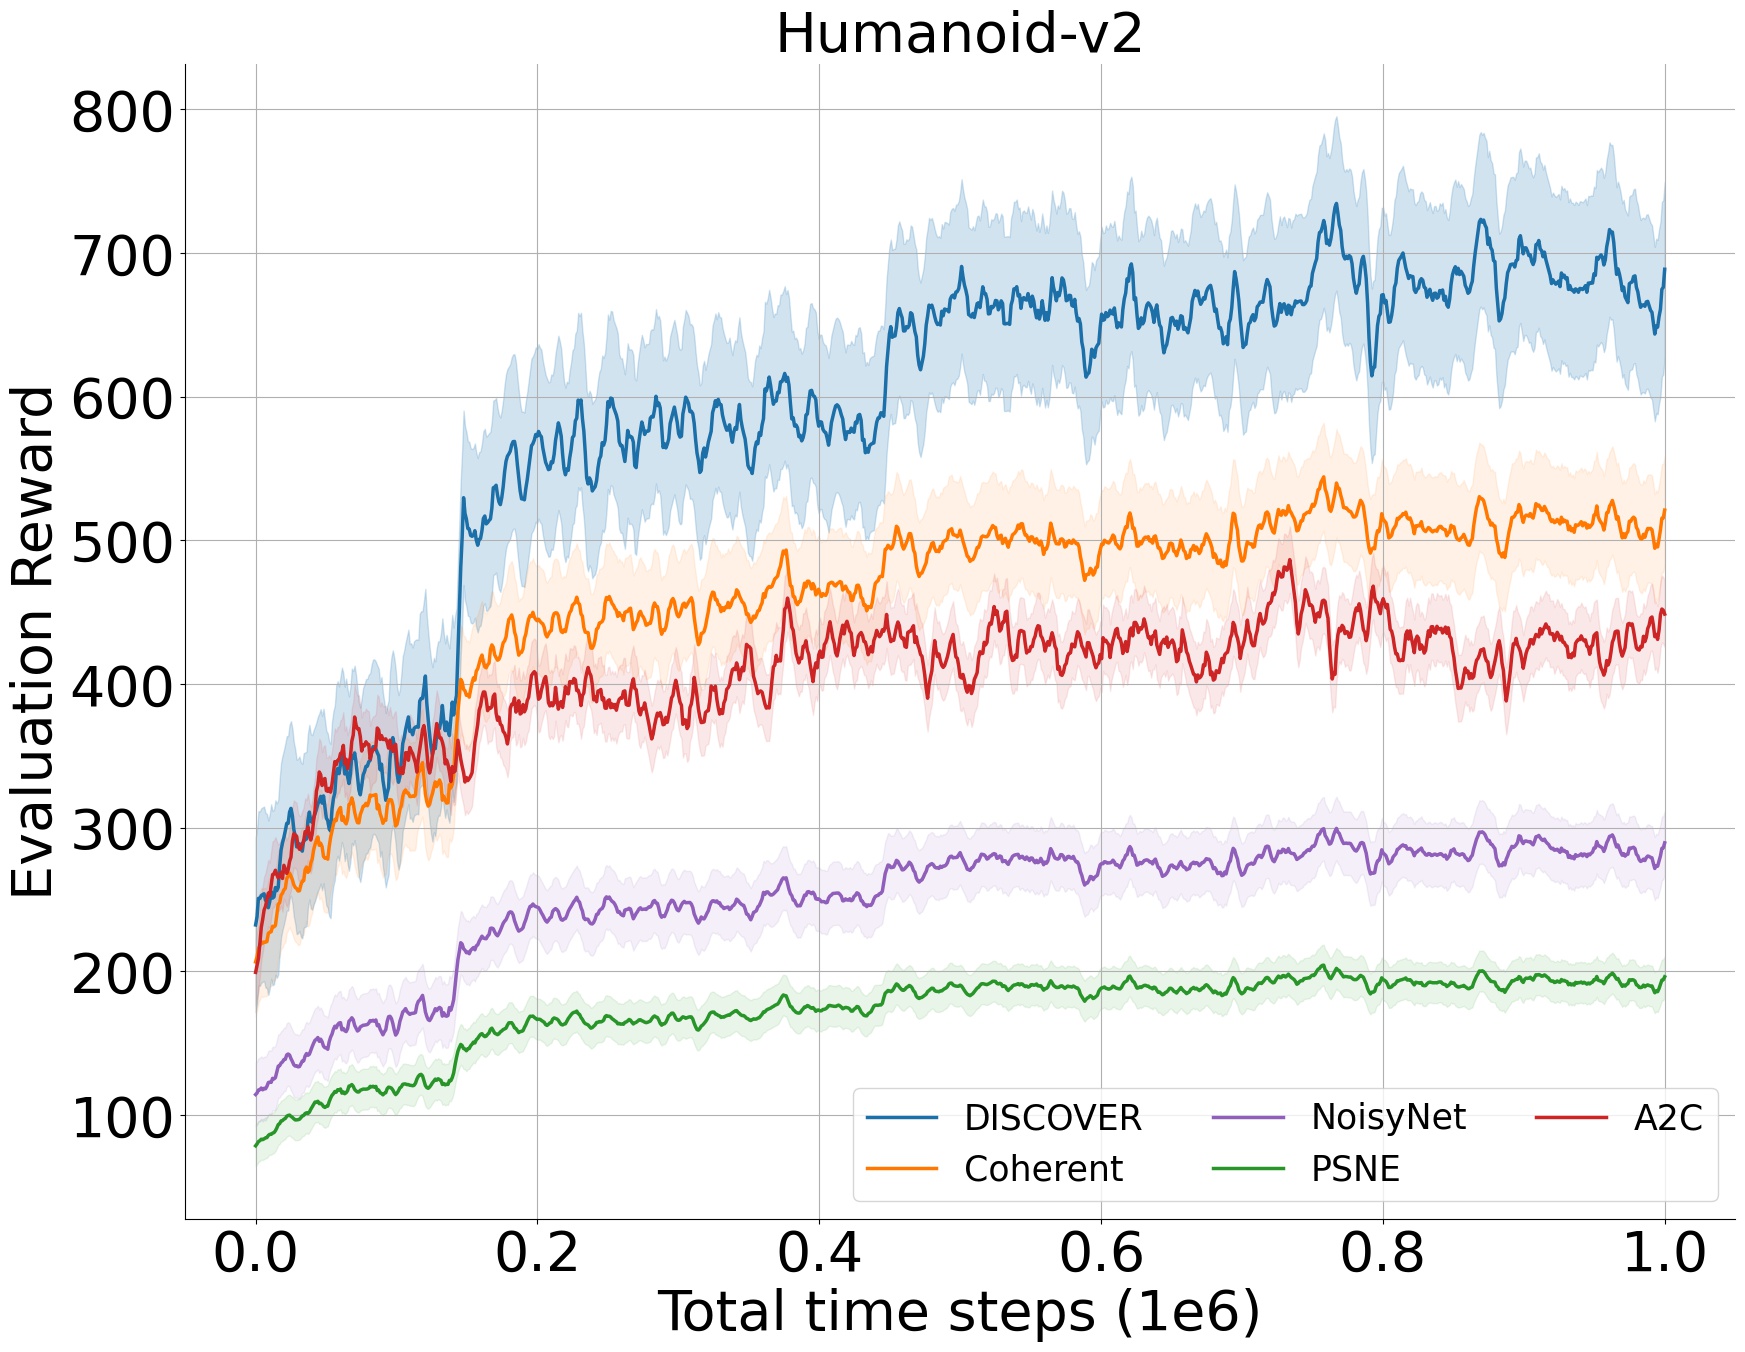 Humanoid-v2
Evaluation Reward
800
700
600
500
400
300
200
100
DISCOVER NoisyNet A2C
Coherent PSNE
0.0 0.2 0.4 0.6 0.8 1.0
Total time steps (1e6)